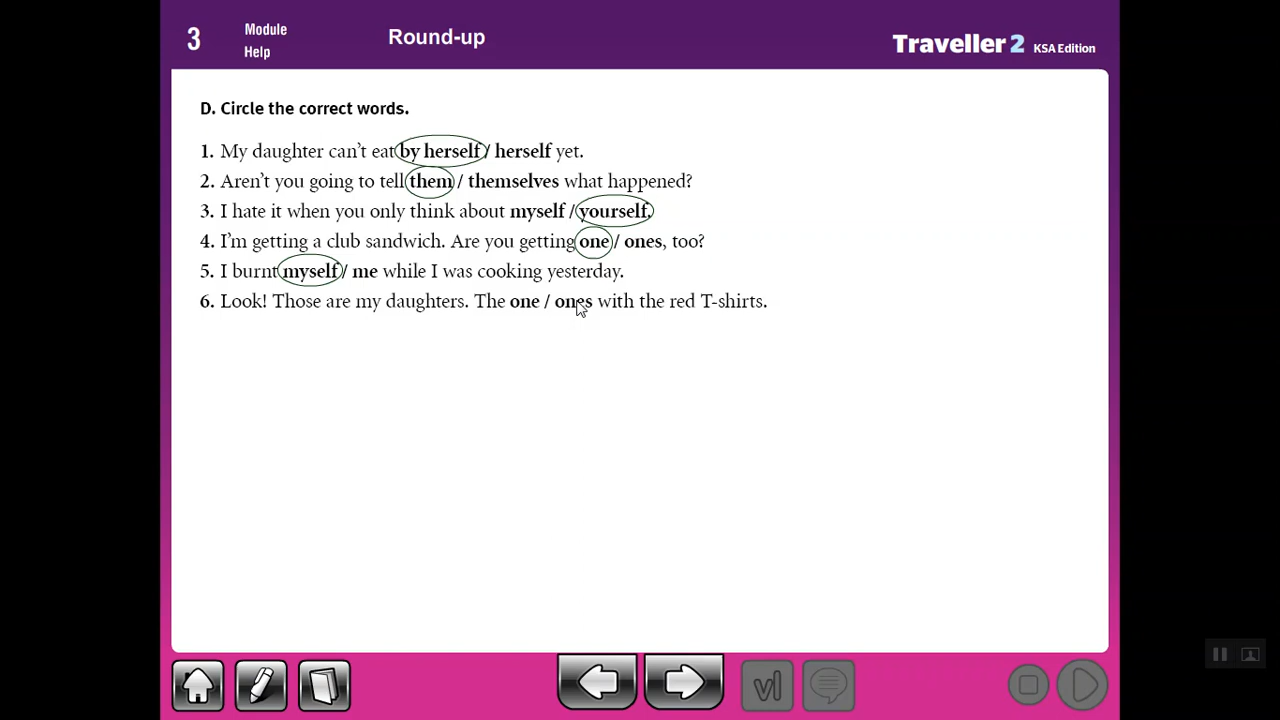 3 Module Help Round-up Traveller 2 KSA Edition
D. Circle the correct words.
1. My daughter can't eat by herself / herself yet.
2. Aren't you going to tell them / themselves what happened?
3. I hate it when you only think about myself / yourself.
4. I'm getting a club sandwich. Are you getting one / ones, too?
5. I burnt myself / me while I was cooking yesterday.
6. Look! Those are my daughters. The one / ones with the red T-shirts.
vl